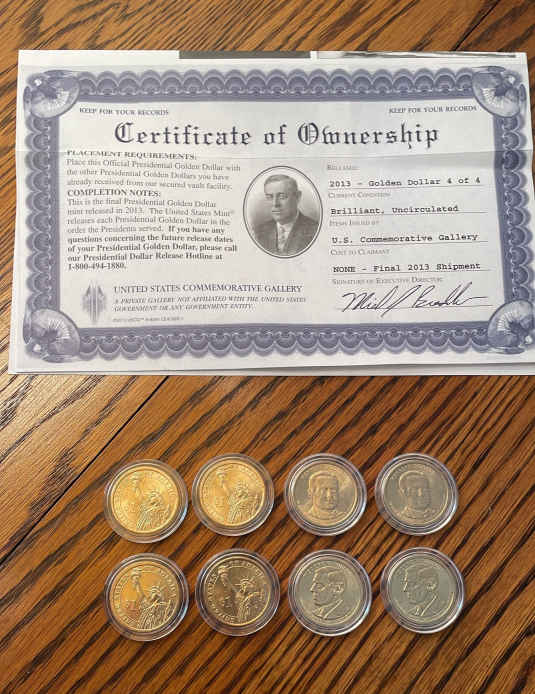 KEEP FOR YOUR RECORDS
KEEP FOR YOUR RECORDS
Certificate of Ownership
PLACEMENT REQUIREMENTS:
Place this Official Presidential Golden Dollar with
the other Presidential Golden Dollars you have
already received from our secured vault facility.
COMPLETION NOTES:
This is the final Presidential Golden Dollar
mint released in 2013. The United States Mint®
releases each Presidential Golden Dollar in the
order the Presidents served. If you have any
questions concerning the future release dates
of your Presidential Golden Dollar, please call
our Presidential Dollar Release Hotline at
1-800-494-1880.
UNITED STATES COMMEMORATIVE GALLERY
A PRIVATE GALLERY NOT AFFILIATED WITH THE UNITED STATES
GOVERNMENT OR ANY GOVERNMENT ENTITY.
RELEASED:
2013 - Golden Dollar 4 of 4
CURRENT CONDITION
Brilliant, Uncirculated
ITEMS ISSUED BY
U.S. Commemorative Gallery
COST TO CLAIMANT
NONE - Final 2013 Shipment
SIGNATURE OF EXECUTIVE DIRECTOR